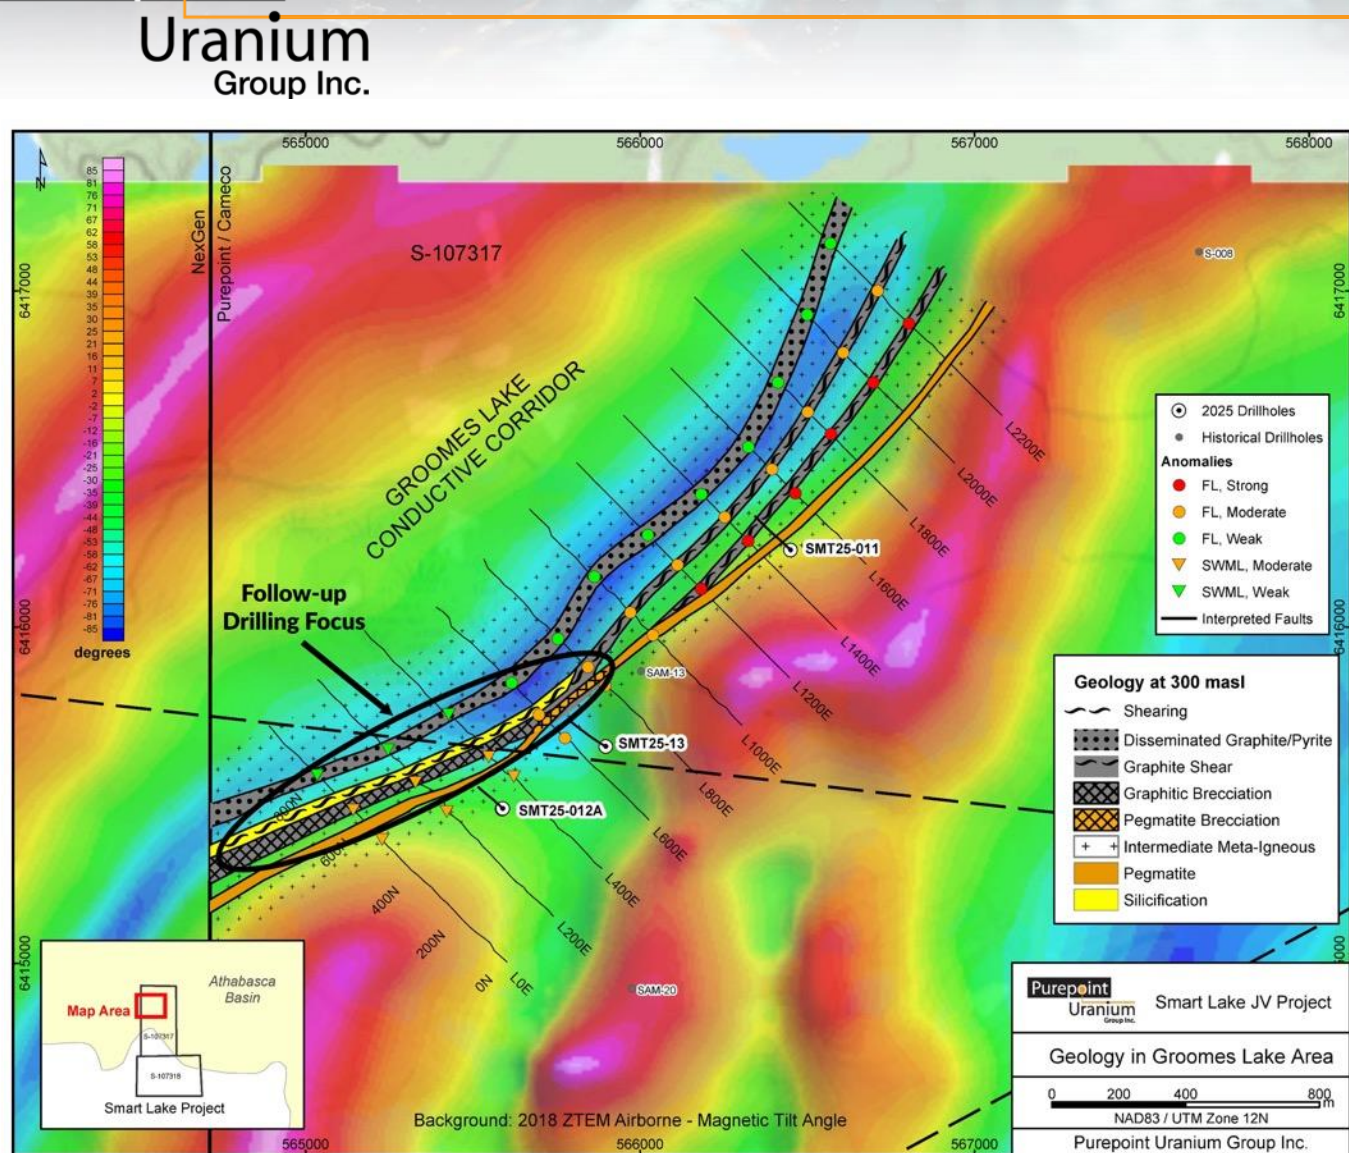 Uranium
Group Inc.
565000
566000
567000
568000
N
85
81
76
71
67
62
58
53
48
44
39
35
30
25
21
16
11
7
2
-2
-7
-12
-16
-21
-25
-30
-35
-39
-44
-48
-53
-58
-62
-67
-71
-76
-81
-85
degrees
NexGen
Purepoint / Cameco
6417000
6416000
6415000
S-107317
S-008
6417000
6416000
GROOMES LAKE
CONDUCTIVE CORRIDOR
Follow-up
Drilling Focus
SMT25-011
SAM-13
SMT25-13
SMT25-012A
SAM-20
L2200E
L2000E
L1800E
L1600E
L1400E
L1200E
L1000E
L800E
L600E
L400E
L200E
L0E
800N
600N
400N
200N
0N
2025 Drillholes
Historical Drillholes
Anomalies
FL, Strong
FL, Moderate
FL, Weak
SWML, Moderate
SWML, Weak
Interpreted Faults
Geology at 300 masl
Shearing
Disseminated Graphite/Pyrite
Graphite Shear
Graphitic Brecciation
Pegmatite Brecciation
Intermediate Meta-Igneous
Pegmatite
Silicification
Athabasca
Basin
Map Area
S-107317
S-107318
Smart Lake Project
Background: 2018 ZTEM Airborne - Magnetic Tilt Angle
565000
566000
567000
Purepoint
Uranium
Group Inc.
Smart Lake JV Project
Geology in Groomes Lake Area
0 200 400 800
m
NAD83 / UTM Zone 12N
Purepoint Uranium Group Inc.